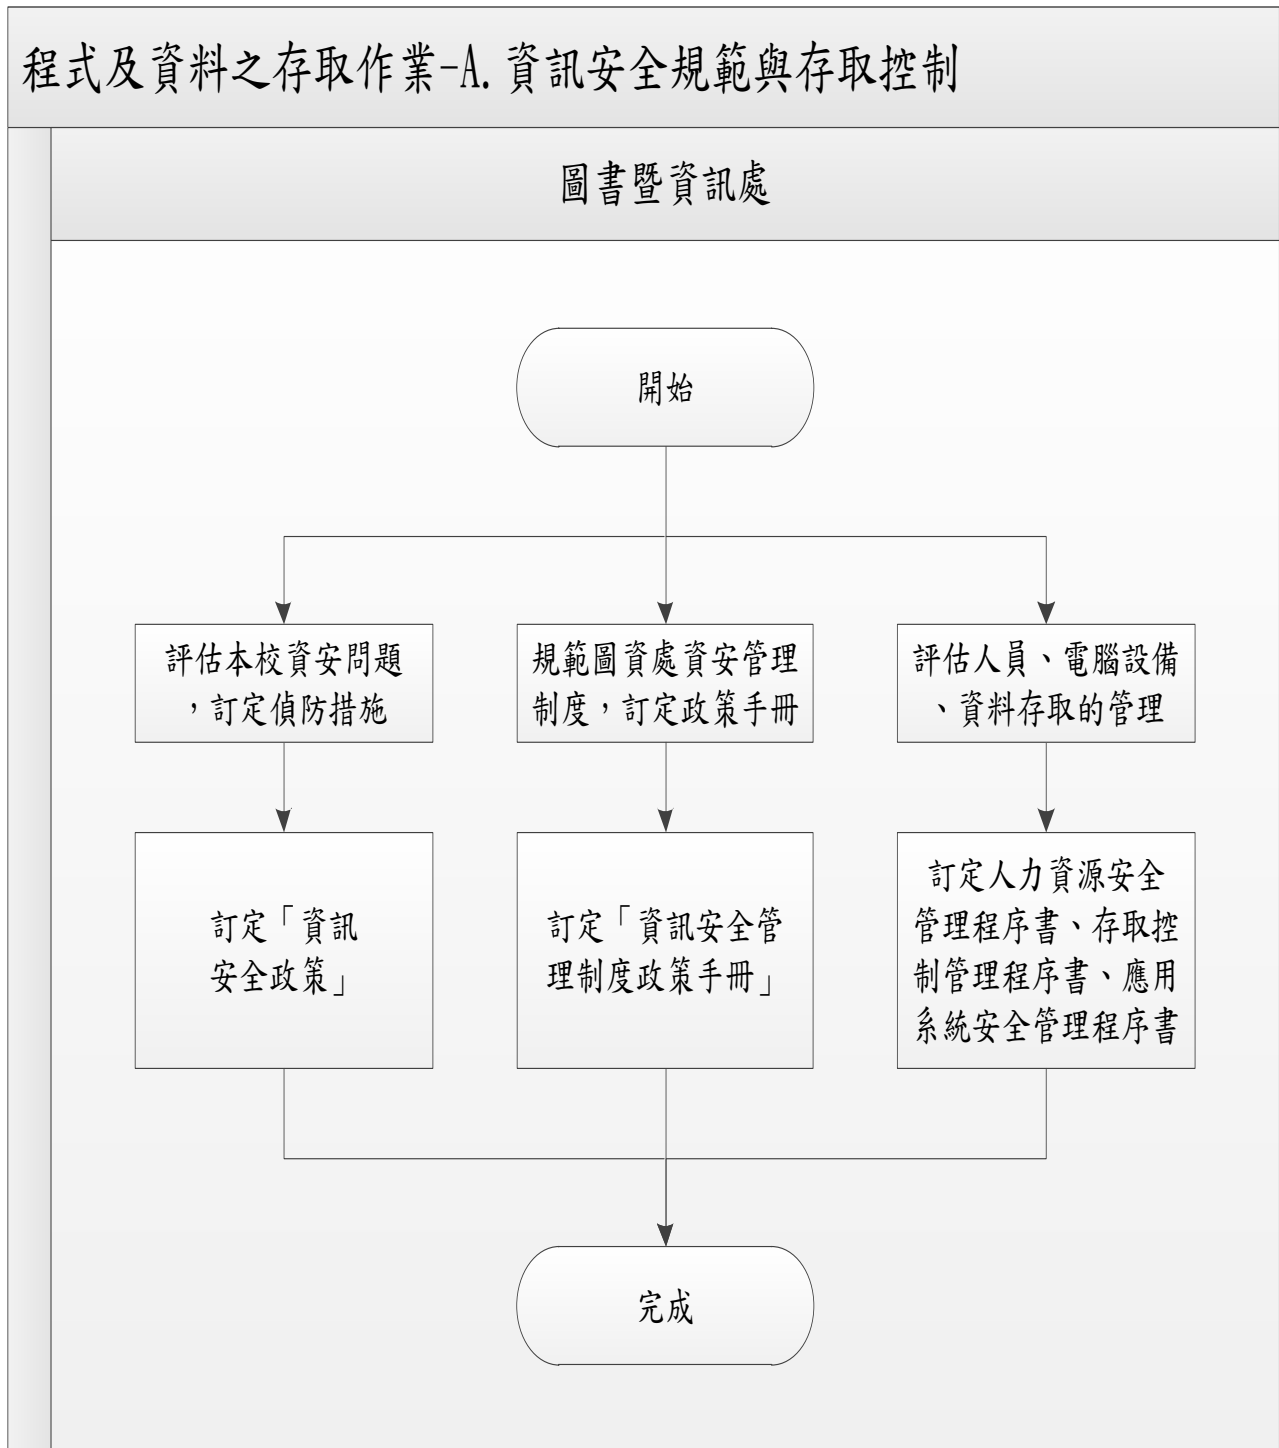 程式及資料之存取作業-A.資訊安全規範與存取控制
圖書暨資訊處
開始
評估本校資安問題
，訂定偵防措施
規範圖資處資安管理
制度，訂定政策手冊
評估人員、電腦設備
、資料存取的管理
訂定「資訊
安全政策」
訂定「資訊安全管
理制度政策手冊」
訂定人力資源安全
管理程序書、存取控
制管理程序書、應用
系統安全管理程序書
完成